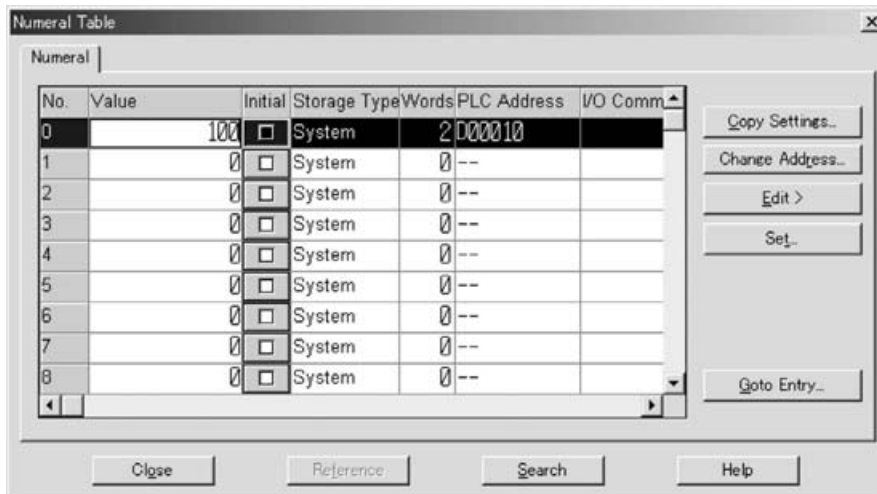 Numeral Table
Numeral
No. Value Initial Storage Type Words PLC Address I/O Comm
0 100 System 2 D00010
1 0 System 0 --
2 0 System 0 --
3 0 System 0 --
4 0 System 0 --
5 0 System 0 --
6 0 System 0 --
7 0 System 0 --
8 0 System 0 --
Copy Settings...
Change Address...
Edit >
Set...
Goto Entry...
Close Reference Search Help